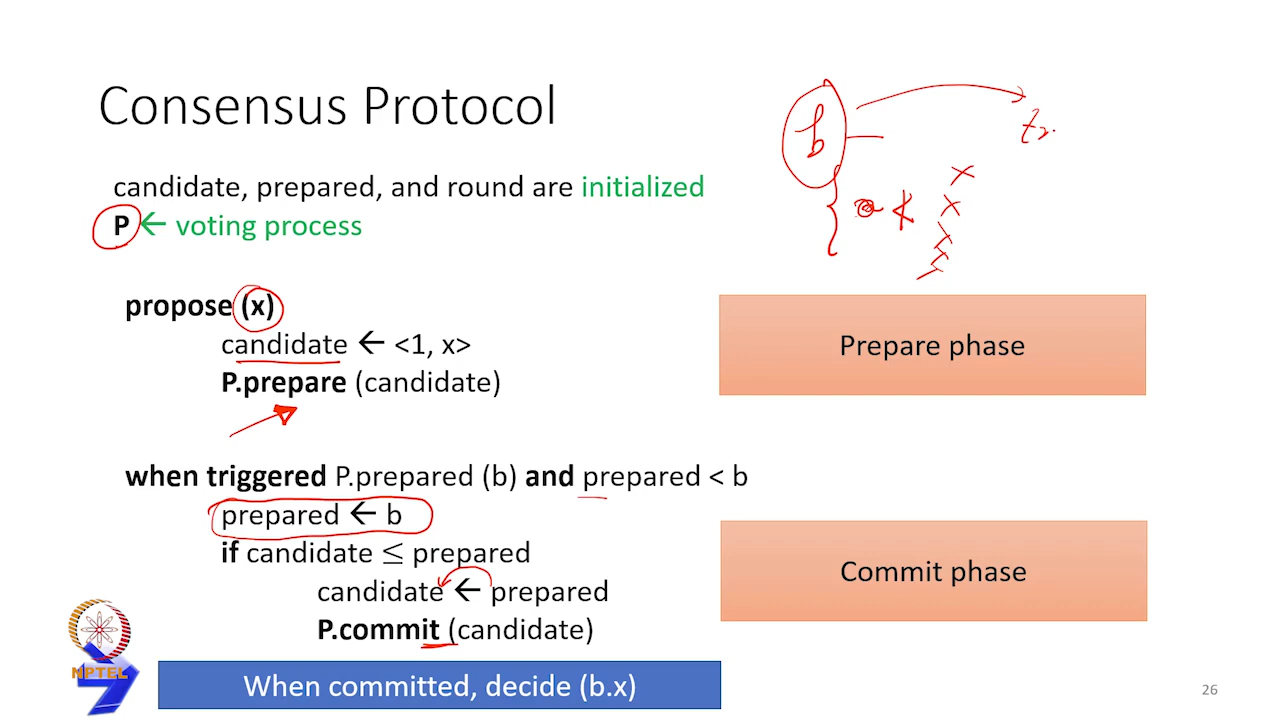 Consensus Protocol
candidate, prepared, and round are initialized
P ← voting process
propose (x)
candidate ← <1, x>
P.prepare (candidate)
Prepare phase
when triggered P.prepared (b) and prepared < b
prepared ← b
if candidate ≤ prepared
candidate ← prepared
P.commit (candidate)
Commit phase
When committed, decide (b.x)
NPTEL
26
b